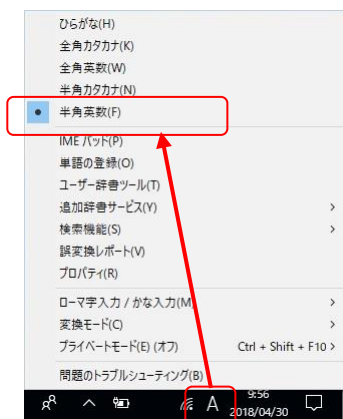 ひらがな(H)
全角カタカナ(K)
全角英数(W)
半角カタカナ(N)
半角英数(F)
IME パッド(P)
単語の登録(O)
ユーザー辞書ツール(T)
追加辞書サービス(Y)
検索機能(S)
誤変換レポート(V)
プロパティ(R)
ローマ字入力 / かな入力(M)
変換モード(C)
プライベートモード(E) (オフ) Ctrl + Shift + F10
問題のトラブルシューティング(B)
A
9:56
2018/04/30